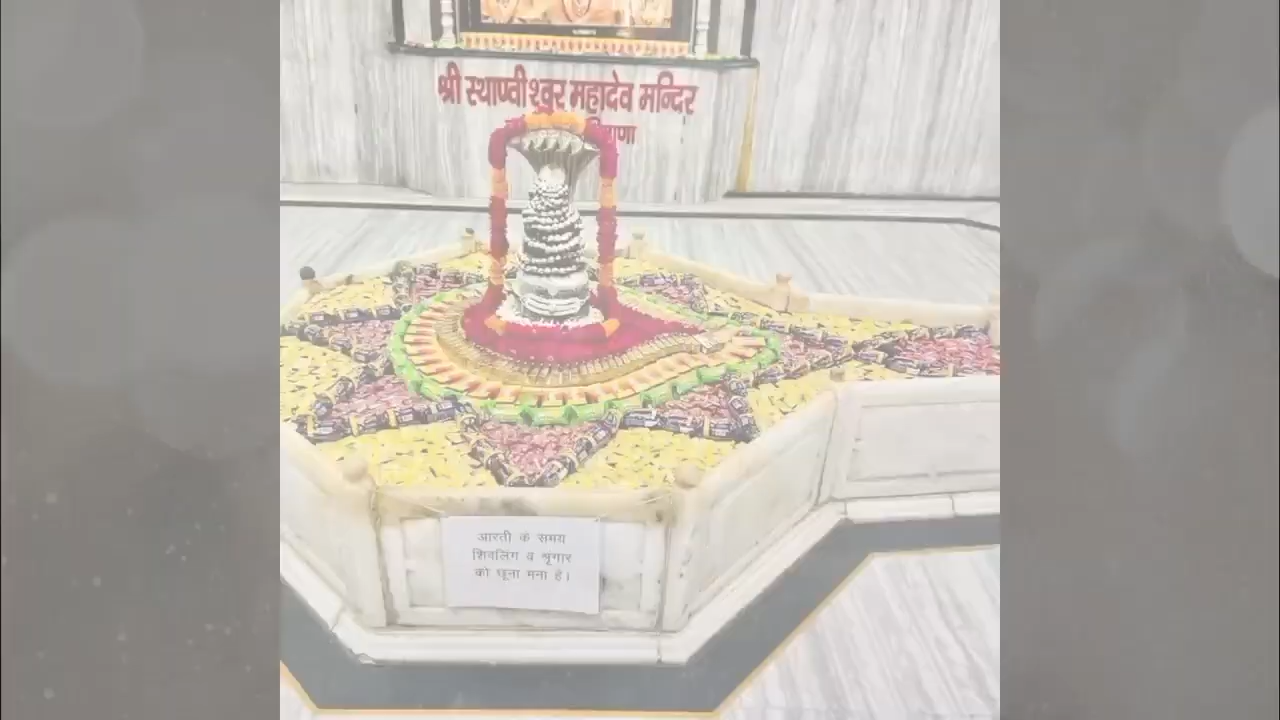 श्री स्थाण्वीश्वर महादेव मन्दिर
आरती के समय
शिवलिंग व श्रृंगार
को छूना मना है।